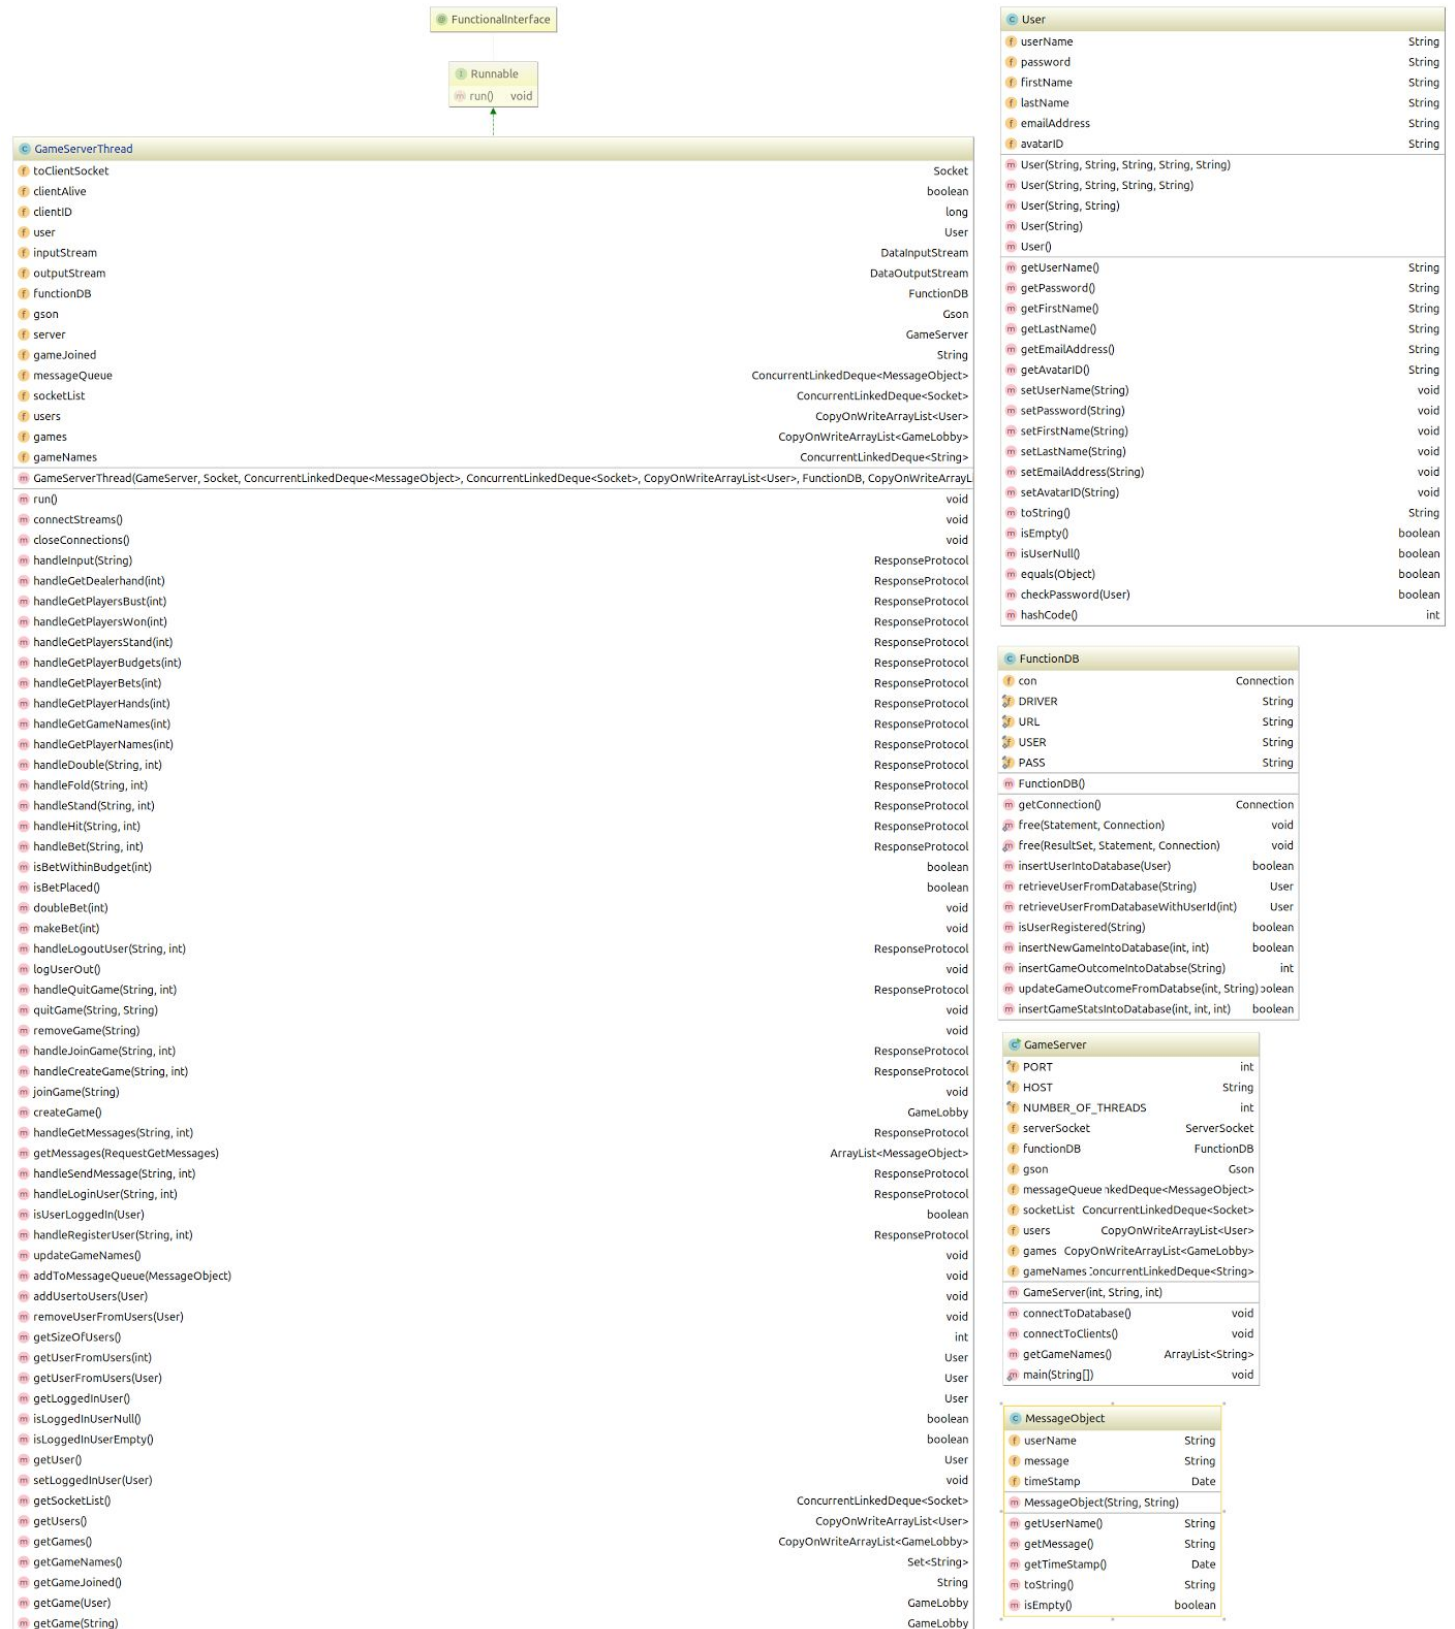 FunctionalInterface
Runnable
run() void
GameServerThread
toClientSocket Socket
clientAlive boolean
clientID long
user User
inputStream DataInputStream
outputStream DataOutputStream
functionDB FunctionDB
gson Gson
server GameServer
gameJoined String
messageQueue ConcurrentLinkedDeque<MessageObject>
socketList ConcurrentLinkedDeque<Socket>
users CopyOnWriteArrayList<User>
games CopyOnWriteArrayList<GameLobby>
gameNames ConcurrentLinkedDeque<String>
GameServerThread(GameServer, Socket, ConcurrentLinkedDeque<MessageObject>, ConcurrentLinkedDeque<Socket>, CopyOnWriteArrayList<User>, FunctionDB, CopyOnWriteArrayL
run() void
connectStreams() void
closeConnections() void
handleInput(String) ResponseProtocol
handleGetDealerhand(int) ResponseProtocol
handleGetPlayersBust(int) ResponseProtocol
handleGetPlayersWon(int) ResponseProtocol
handleGetPlayersStand(int) ResponseProtocol
handleGetPlayerBudgets(int) ResponseProtocol
handleGetPlayerBets(int) ResponseProtocol
handleGetPlayerHands(int) ResponseProtocol
handleGetGameNames(int) ResponseProtocol
handleGetPlayerNames(int) ResponseProtocol
handleDouble(String, int) ResponseProtocol
handleFold(String, int) ResponseProtocol
handleStand(String, int) ResponseProtocol
handleHit(String, int) ResponseProtocol
handleBet(String, int) ResponseProtocol
isBetWithinBudget(int) boolean
isBetPlaced() boolean
doubleBet(int) void
makeBet(int) void
handleLogoutUser(String, int) ResponseProtocol
logUserOut() void
handleQuitGame(String, int) ResponseProtocol
quitGame(String, String) void
removeGame(String) void
handleJoinGame(String, int) ResponseProtocol
handleCreateGame(String, int) ResponseProtocol
joinGame(String) void
createGame() GameLobby
handleGetMessages(String, int) ResponseProtocol
getMessages(RequestGetMessages) ArrayList<MessageObject>
handleSendMessage(String, int) ResponseProtocol
handleLoginUser(String, int) ResponseProtocol
isUserLoggedIn(User) boolean
handleRegisterUser(String, int) ResponseProtocol
updateGameNames() void
addToMessageQueue(MessageObject) void
addUsertoUsers(User) void
removeUserFromUsers(User) void
getSizeOfUsers() int
getUserFromUsers(int) User
getUserFromUsers(User) User
getLoggedInUser() User
isLoggedInUserNull() boolean
isLoggedInUserEmpty() boolean
getUser() User
setLoggedInUser(User) void
getSocketList() ConcurrentLinkedDeque<Socket>
getUsers() CopyOnWriteArrayList<User>
getGames() CopyOnWriteArrayList<GameLobby>
getGameNames() Set<String>
getGameJoined() String
getGame(User) GameLobby
getGame(String) GameLobby
User
userName String
password String
firstName String
lastName String
emailAddress String
avatarID String
User(String, String, String, String, String)
User(String, String, String, String)
User(String, String)
User(String)
User()
getUserName() String
getPassword() String
getFirstName() String
getLastName() String
getEmailAddress() String
getAvatarID() String
setUserName(String) void
setPassword(String) void
setFirstName(String) void
setLastName(String) void
setEmailAddress(String) void
setAvatarID(String) void
toString() String
isEmpty() boolean
isUserNull() boolean
equals(Object) boolean
checkPassword(User) boolean
hashCode() int
FunctionDB
con Connection
DRIVER String
URL String
USER String
PASS String
FunctionDB()
getConnection() Connection
free(Statement, Connection) void
free(ResultSet, Statement, Connection) void
insertUserIntoDatabase(User) boolean
retrieveUserFromDatabase(String) User
retrieveUserFromDatabaseWithUserId(int) User
isUserRegistered(String) boolean
insertNewGameIntoDatabase(int, int) boolean
insertGameOutcomeIntoDatabse(String) int
updateGameOutcomeFromDatabse(int, String) oolean
insertGameStatsIntoDatabase(int, int, int) boolean
GameServer
PORT int
HOST String
NUMBER_OF_THREADS int
serverSocket ServerSocket
functionDB FunctionDB
gson Gson
messageQueue nkedDeque<MessageObject>
socketList ConcurrentLinkedDeque<Socket>
users CopyOnWriteArrayList<User>
games CopyOnWriteArrayList<GameLobby>
gameNames oncurrentLinkedDeque<String>
GameServer(int, String, int)
connectToDatabase() void
connectToClients() void
getGameNames() ArrayList<String>
main(String[]) void
MessageObject
userName String
message String
timeStamp Date
MessageObject(String, String)
getUserName() String
getMessage() String
getTimeStamp() Date
toString() String
isEmpty() boolean